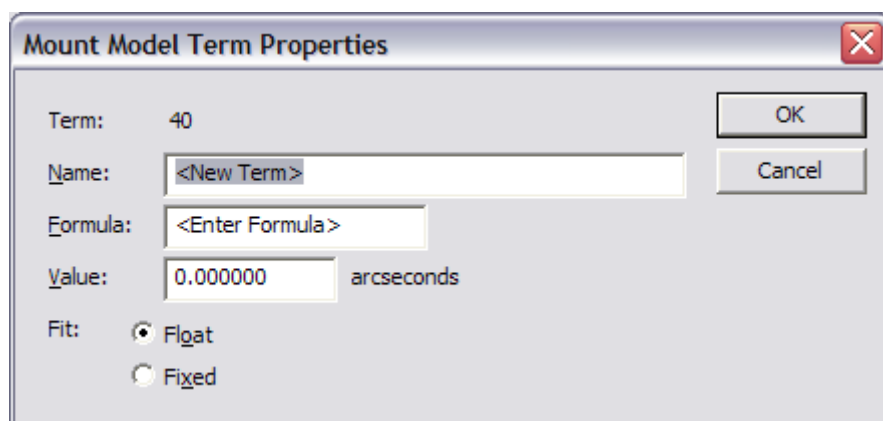 Mount Model Term Properties
Term: 40
OK
Name: <New Term>
Cancel
Formula: <Enter Formula>
Value: 0.000000 arcseconds
Fit: Float
Fixed